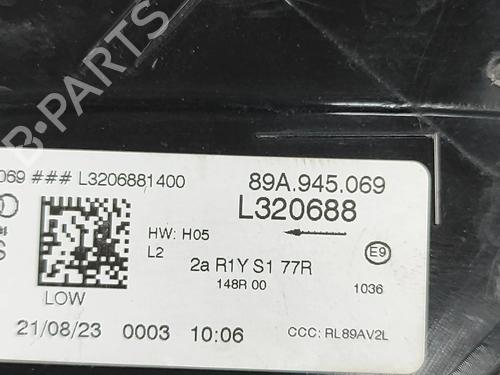 B-PARTS
069 ### L3206881400
89A.945.069
L320688
HW: H05
L2
2a R1Y S1 77R
E9
148R 00
1036
LOW
21/08/23 0003 10:06
CCC: RL89AV2L